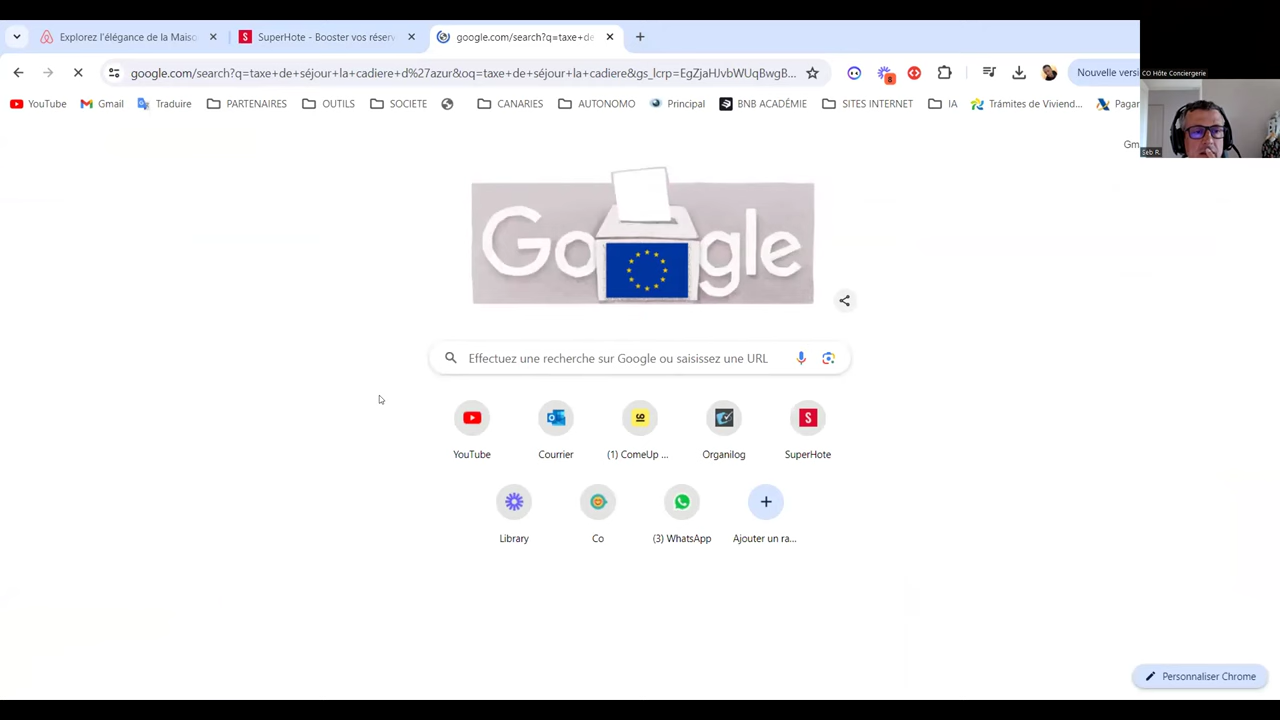 Explorez l'élégance de la Maiso
SuperHote - Booster vos réserv
google.com/search?q=taxe+de
google.com/search?q=taxe+de+séjour+la+cadiere+d%27azur&oq=taxe+de+séjour+la+cadiere&gs_lcrp=EgZjaHJvbWUqBwgB...
8
Nouvelle versi
CO Hôte Conciergerie
YouTube
Gmail
Traduire
PARTENAIRES
OUTILS
SOCIETE
CANARIES
AUTONOMO
Principal
BNB ACADÉMIE
SITES INTERNET
IA
Trámites de Viviend...
Pagar
Seb R.
Gm
Google
Effectuez une recherche sur Google ou saisissez une URL
YouTube
Courrier
(1) ComeUp ...
Organilog
SuperHote
Library
Co
(3) WhatsApp
Ajouter un ra...
Personnaliser Chrome